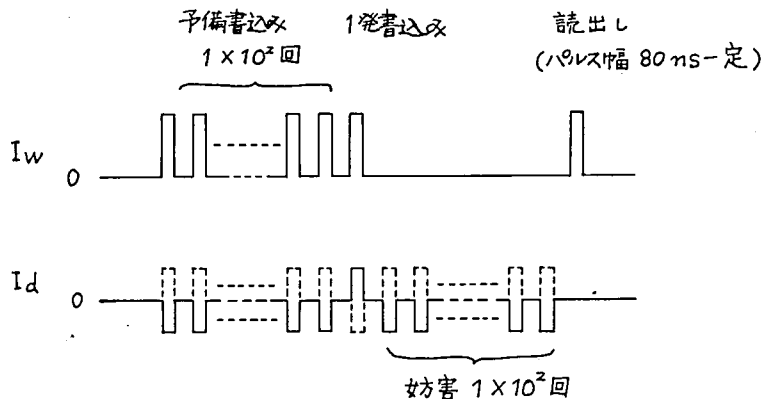 予備書込み
1発書込み
読出し
1×10²回
(パルス幅 80ns一定)
Iw
0
Id
0
妨害 1×10²回